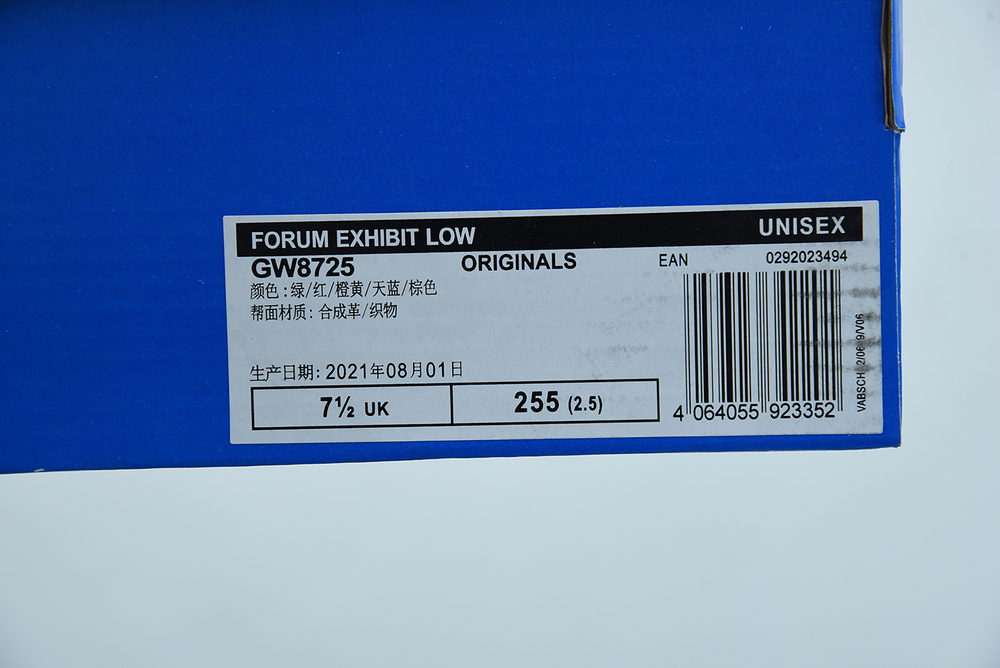 FORUM EXHIBIT LOW UNISEX
GW8725 ORIGINALS EAN 0292023494
颜色:绿/红/橙黄/天蓝/棕色
帮面材质:合成革/织物
生产日期:2021年08月01日
7½ UK 255 (2.5)
4 064055 923352